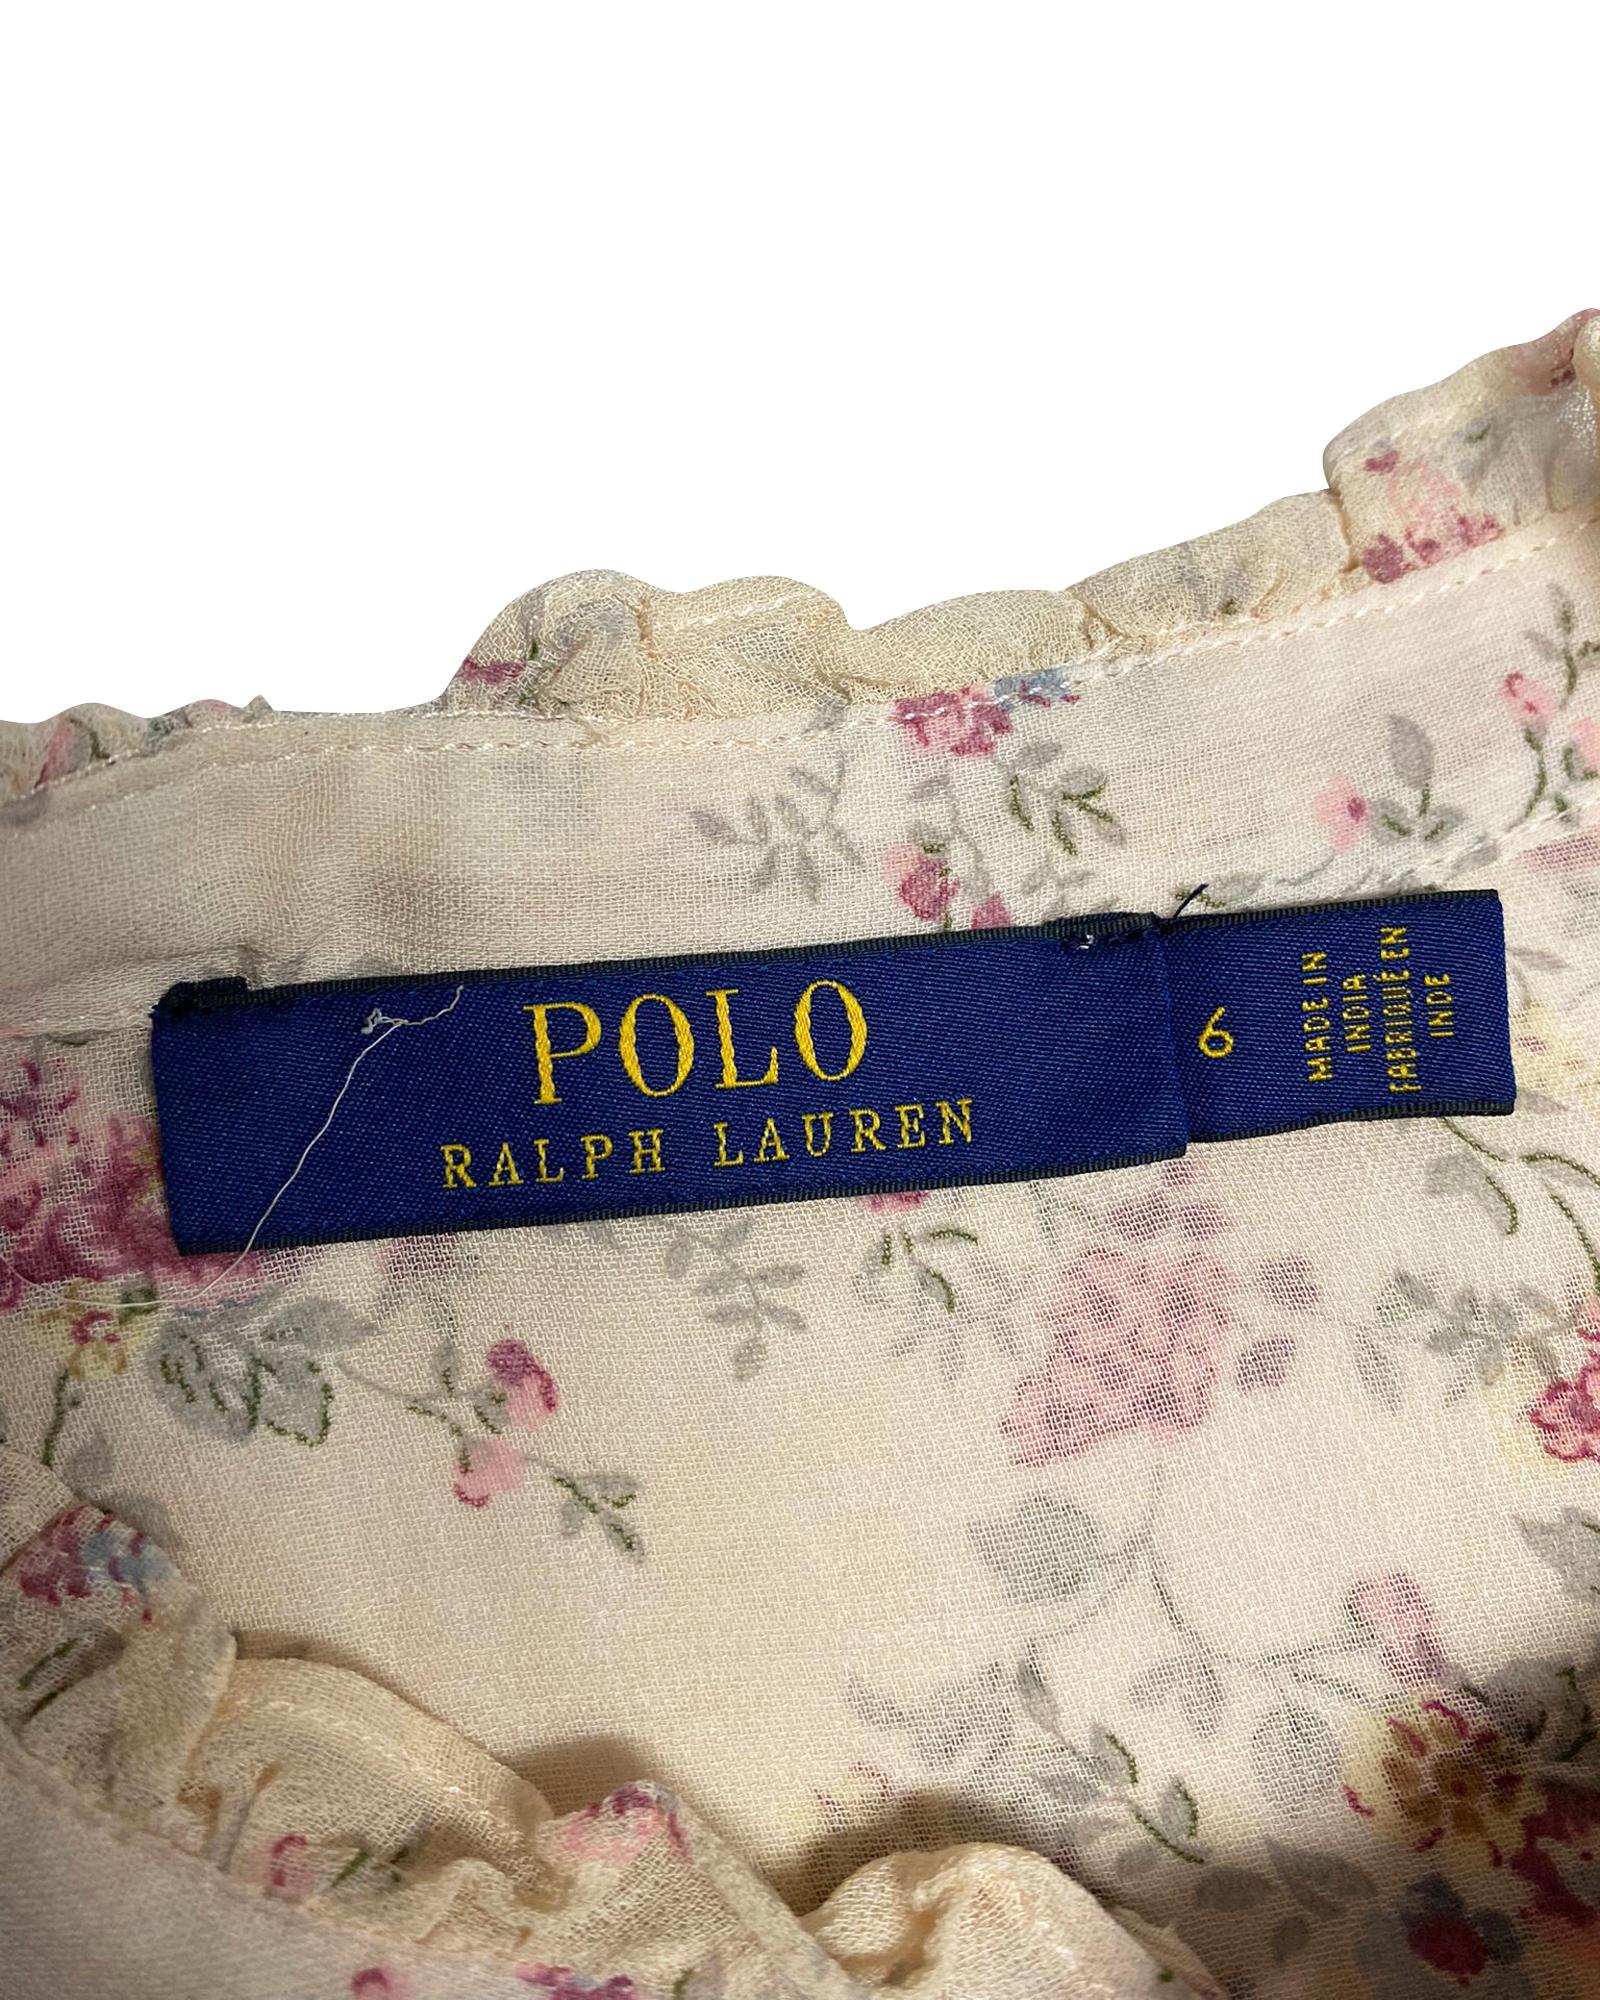 POLO
RALPH LAUREN
6
MADE IN
INDIA
FABRIQUÉ EN
INDE